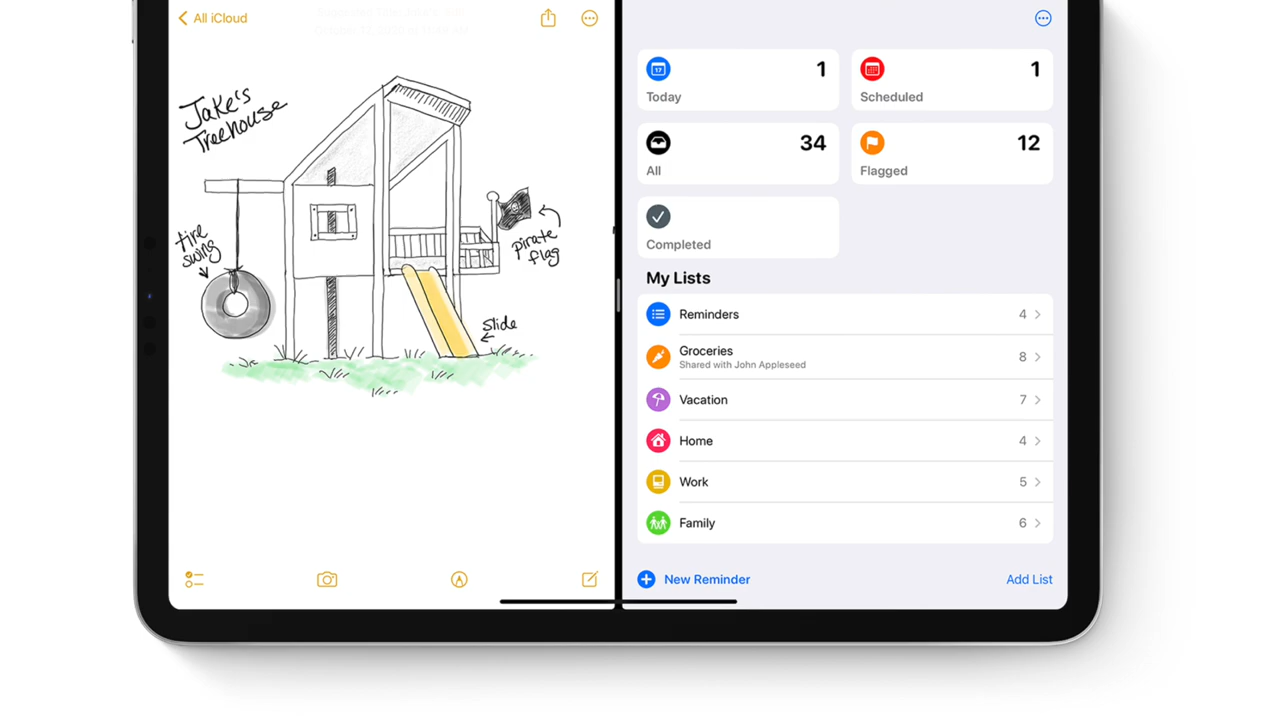 All iCloud
Jake's
Treehouse
tire
swing
pirate
flag
slide
17
1
Today
1
Scheduled
34
All
12
Flagged
Completed
My Lists
Reminders 4
Groceries 8
Shared with John Appleseed
Vacation 7
Home 4
Work 5
Family 6
New Reminder
Add List